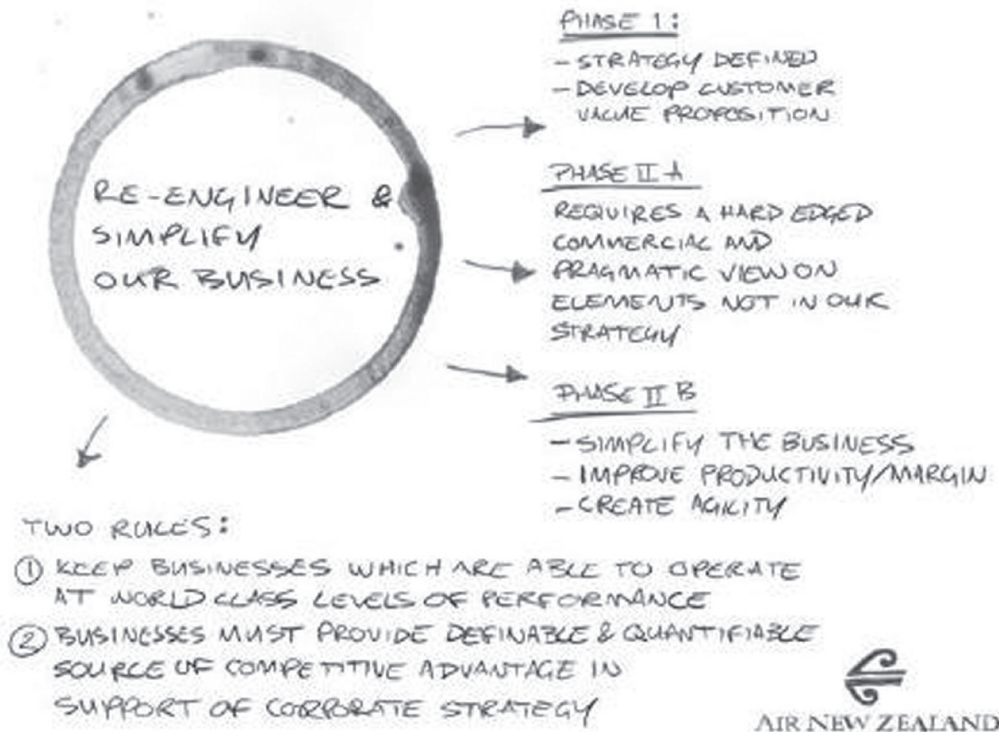 RE-ENGINEER &
SIMPLIFY
OUR BUSINESS
PHASE 1:
- STRATEGY DEFINED
- DEVELOP CUSTOMER
VALUE PROPOSITION
PHASE II A
REQUIRES A HARD EDGED
COMMERCIAL AND
PRAGMATIC VIEW ON
ELEMENTS NOT IN OUR
STRATEGY
PHASE II B
- SIMPLIFY THE BUSINESS
- IMPROVE PRODUCTIVITY/MARGIN
- CREATE AGILITY
TWO RULES:
① KEEP BUSINESSES WHICH ARE ABLE TO OPERATE
AT WORLD CLASS LEVELS OF PERFORMANCE
② BUSINESSES MUST PROVIDE DEFINABLE & QUANTIFIABLE
SOURCE OF COMPETITIVE ADVANTAGE IN
SUPPORT OF CORPORATE STRATEGY
AIR NEW ZEALAND